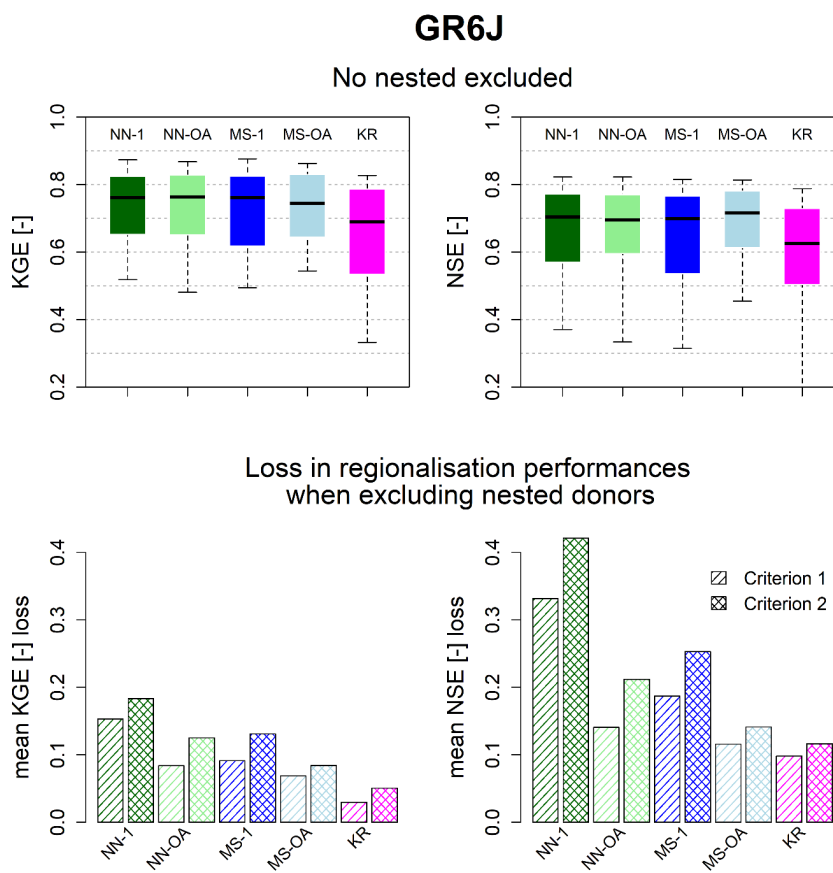 GR6J
No nested excluded
KGE [-]
1.0
0.8
0.6
0.4
0.2
NN-1 NN-OA MS-1 MS-OA KR
NSE [-]
1.0
0.8
0.6
0.4
0.2
NN-1 NN-OA MS-1 MS-OA KR
Loss in regionalisation performances
when excluding nested donors
mean KGE [-] loss
0.4
0.3
0.2
0.1
0.0
NN-1 NN-OA MS-1 MS-OA KR
mean NSE [-] loss
0.4
0.3
0.2
0.1
0.0
Criterion 1
Criterion 2
NN-1 NN-OA MS-1 MS-OA KR